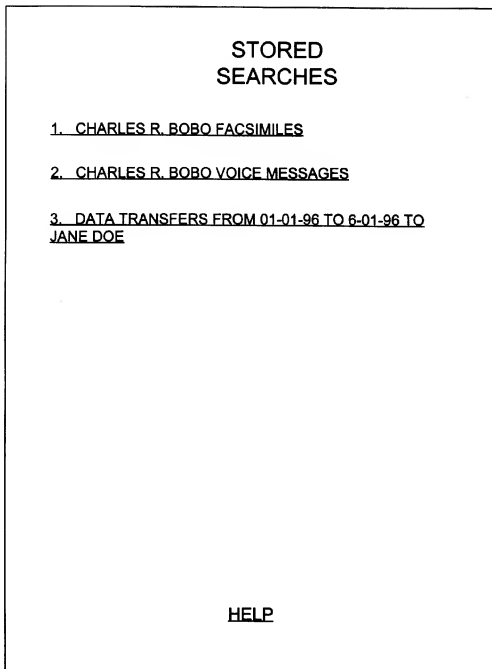 STORED
SEARCHES
1. CHARLES R. BOBO FACSIMILES
2. CHARLES R. BOBO VOICE MESSAGES
3. DATA TRANSFERS FROM 01-01-96 TO 6-01-96 TO
JANE DOE
HELP